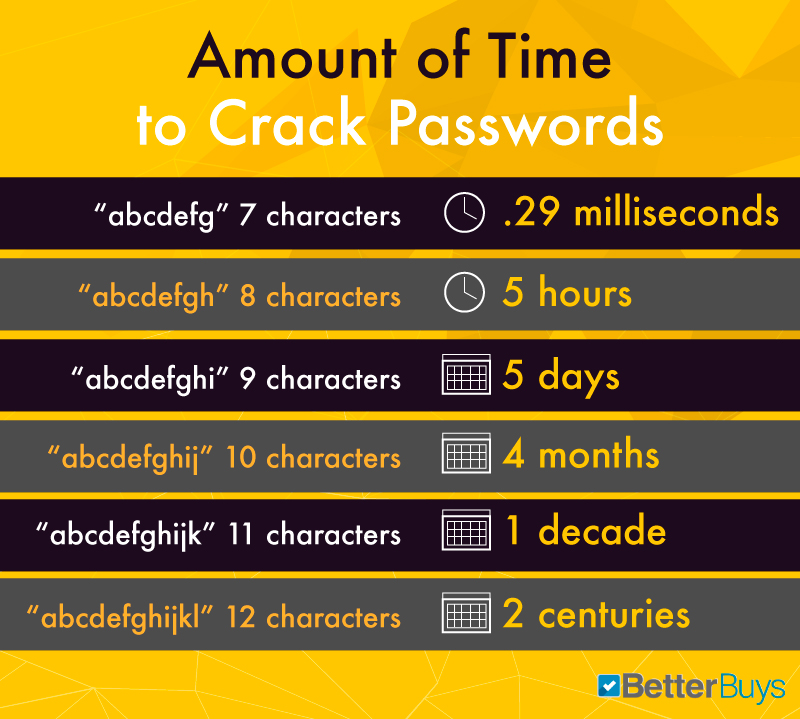 Amount of Time
to Crack Passwords
“abcdefg” 7 characters .29 milliseconds
“abcdefgh” 8 characters 5 hours
“abcdefghi” 9 characters 5 days
“abcdefghij” 10 characters 4 months
“abcdefghijk” 11 characters 1 decade
“abcdefghijkl” 12 characters 2 centuries
BetterBuys